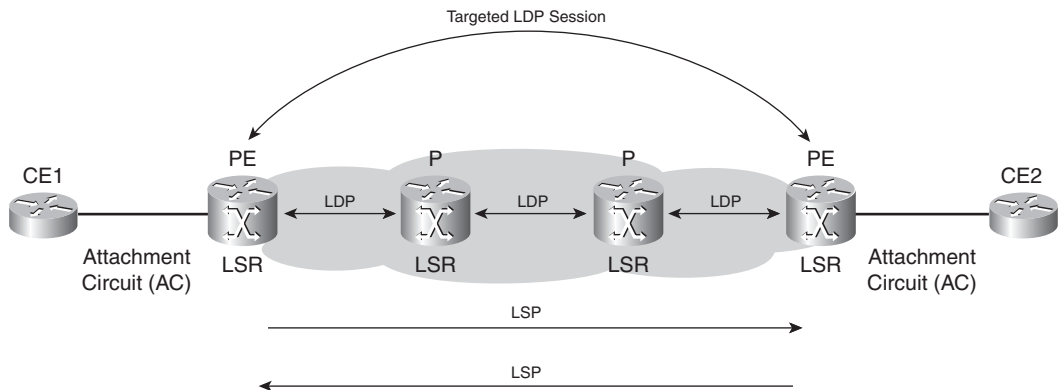 Targeted LDP Session
PE
P
P
PE
CE1
CE2
LDP
LDP
LDP
Attachment
Circuit (AC)
LSR
LSR
LSR
LSR
Attachment
Circuit (AC)
LSP
LSP